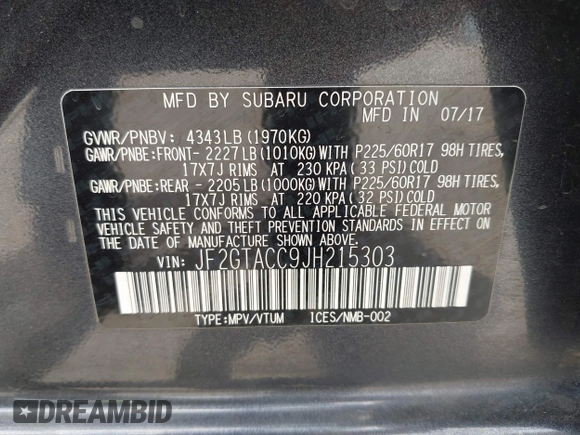 MFD BY SUBARU CORPORATION
MFD IN 07/17
GVWR/PNBV: 4343LB(1970KG)
GAWR/PNBE:FRONT- 2227LB(1010KG)WITH P225/60R17 98H TIRES,
17X7J RIMS AT 230 KPA(33 PSI)COLD
GAWR/PNBE:REAR - 2205LB(1000KG)WITH P225/60R17 98H TIRES,
17X7J RIMS AT 220 KPA(32 PSI)COLD
THIS VEHICLE CONFORMS TO ALL APPLICABLE FEDERAL MOTOR
VEHICLE SAFETY AND THEFT PREVENTION STANDARDS IN EFFECT
ON THE DATE OF MANUFACTURE SHOWN ABOVE.
VIN: JF2GTACC9JH215303
TYPE:MPV/VTUM ICES/NMB-002
DREAMBID